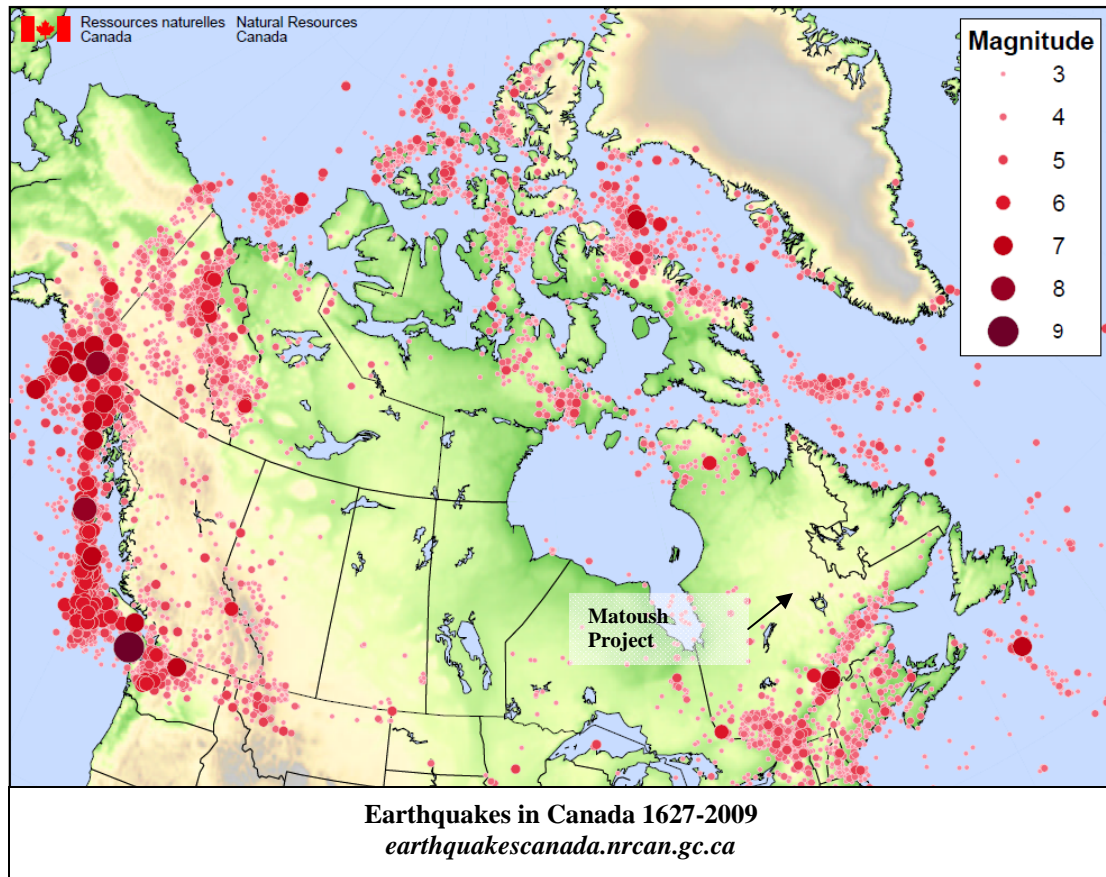 Ressources naturelles Natural Resources
Canada Canada
Magnitude
3
4
5
6
7
8
9
Matoush
Project
Earthquakes in Canada 1627-2009
earthquakescanada.nrcan.gc.ca